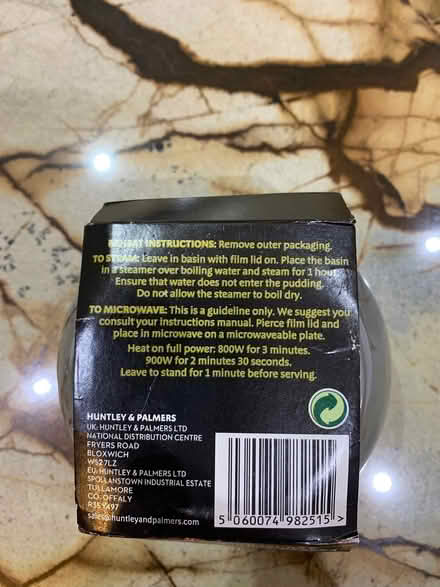 REHEAT INSTRUCTIONS: Remove outer packaging.
TO STEAM: Leave in basin with film lid on. Place the basin
in a steamer over boiling water and steam for 1 hour.
Ensure that water does not enter the pudding.
Do not allow the steamer to boil dry.
TO MICROWAVE: This is a guideline only. We suggest you
consult your instructions manual. Pierce film lid and
place in microwave on a microwaveable plate.
Heat on full power: 800W for 3 minutes.
900W for 2 minutes 30 seconds.
Leave to stand for 1 minute before serving.
HUNTLEY & PALMERS
UK: HUNTLEY & PALMERS LTD
NATIONAL DISTRIBUTION CENTRE
FRYERS ROAD
BLOXWICH
WS2 7LZ
EU: HUNTLEY & PALMERS LTD
SPOLLANSTOWN INDUSTRIAL ESTATE
TULLAMORE
CO. OFFALY
R35 Y497
sales@huntleyandpalmers.com
5 060074 982515 >